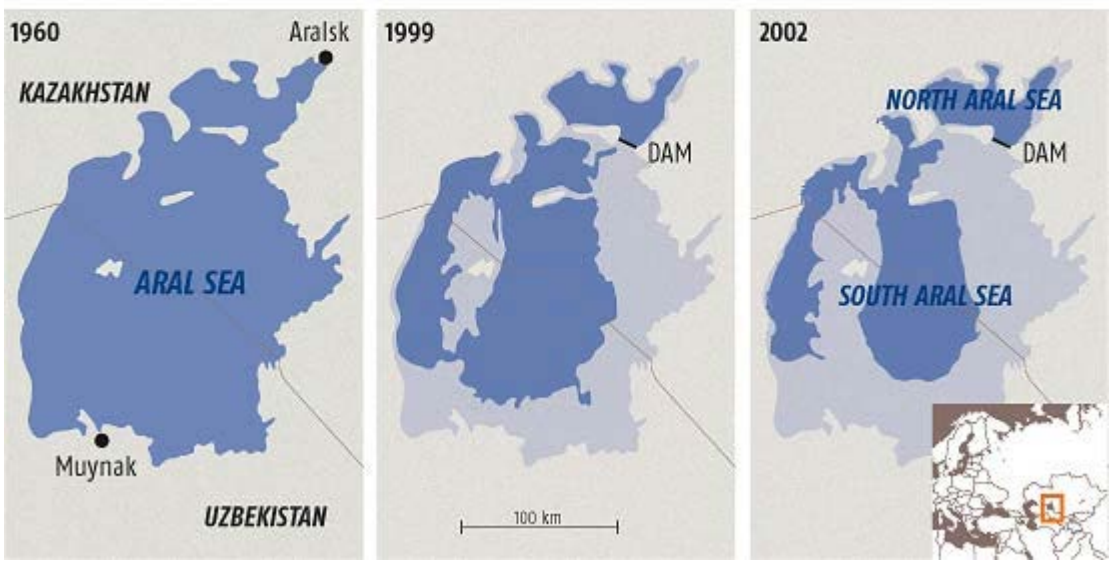 1960
Aralsk
KAZAKHSTAN
ARAL SEA
Muynak
UZBEKISTAN
1999
DAM
100 km
2002
NORTH ARAL SEA
DAM
SOUTH ARAL SEA